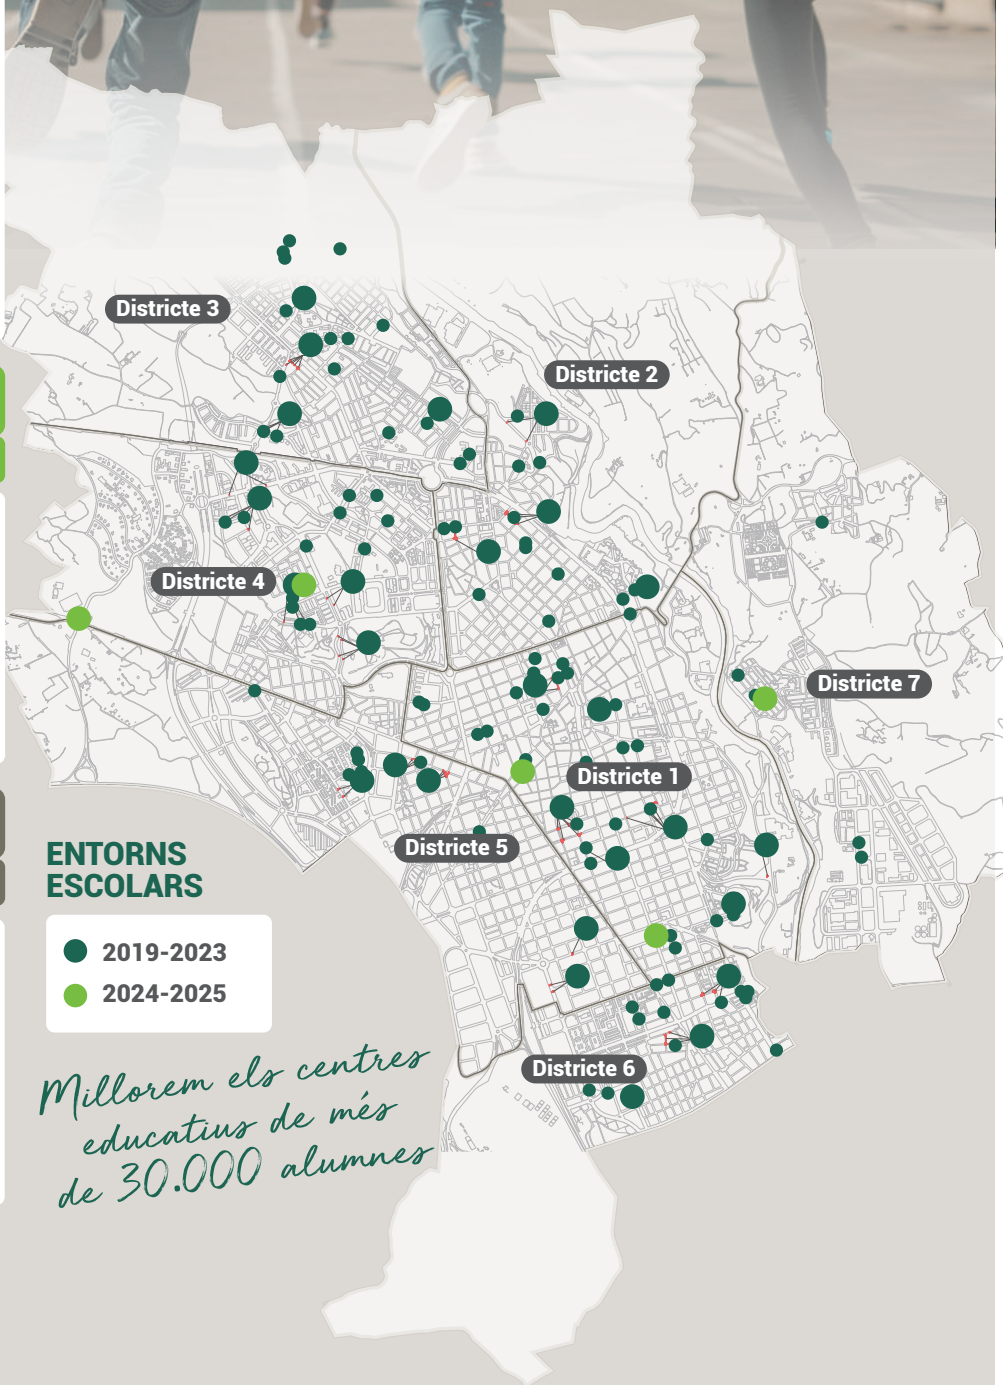 Districte 3
Districte 2
Districte 4
Districte 7
Districte 1
Districte 5
ENTORNS
ESCOLARS
2019-2023
2024-2025
Districte 6
Millorem els centres
educatius de més
de 30.000 alumnes